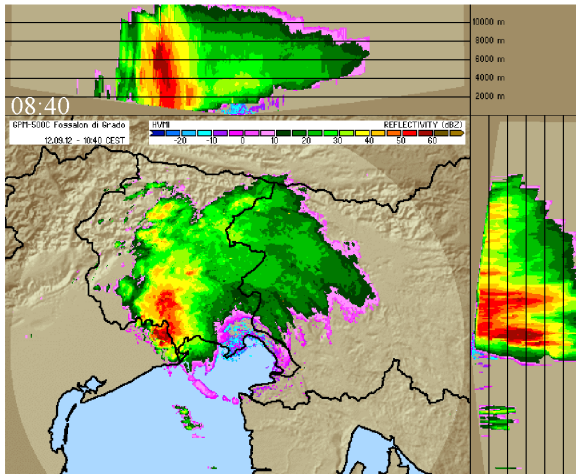 10000 m
8000 m
6000 m
4000 m
2000 m
08:40
GPM-500C Fossalon di Grado
12.09.12 - 10:40 CEST
HVMI REFLECTIVITY (dBZ)
-20 -10 0 10 20 30 40 50 60